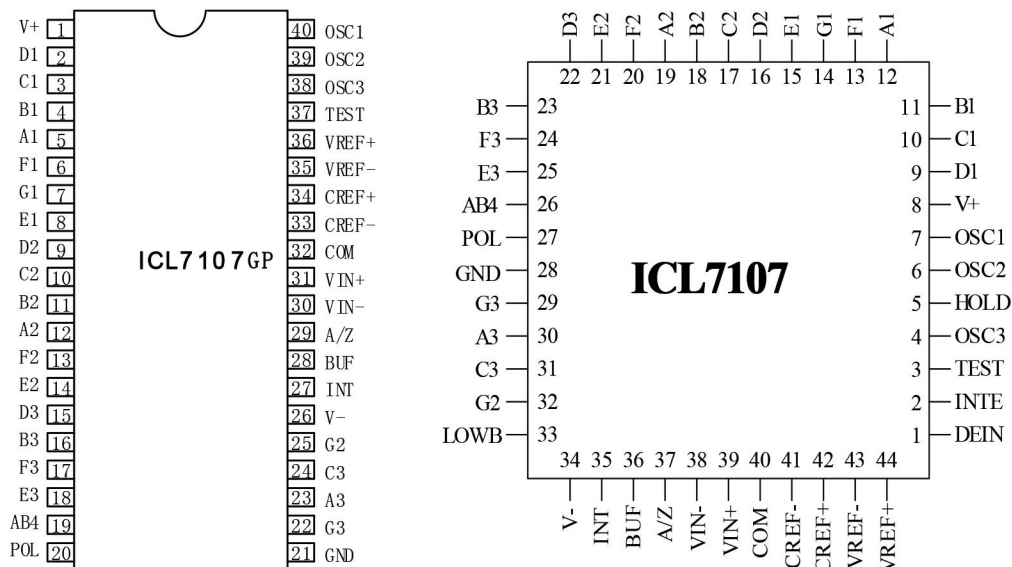 V+ 1 40 OSC1
D1 2 39 OSC2
C1 3 38 OSC3
B1 4 37 TEST
A1 5 36 VREF+
F1 6 35 VREF-
G1 7 34 CREF+
E1 8 33 CREF-
D2 9 32 COM
ICL7107GP
C2 10 31 VIN+
B2 11 30 VIN-
A2 12 29 A/Z
F2 13 28 BUF
E2 14 27 INT
D3 15 26 V-
B3 16 25 G2
F3 17 24 C3
E3 18 23 A3
AB4 19 22 G3
POL 20 21 GND
D3 E2 F2 A2 B2 C2 D2 E1 G1 F1 A1
22 21 20 19 18 17 16 15 14 13 12
B3 23 11 B1
F3 24 10 C1
E3 25 9 D1
AB4 26 8 V+
POL 27 7 OSC1
GND 28 6 OSC2
ICL7107
G3 29 5 HOLD
A3 30 4 OSC3
C3 31 3 TEST
G2 32 2 INTE
LOWB 33 1 DEIN
34 35 36 37 38 39 40 41 42 43 44
V- INT BUF A/Z VIN- VIN+ COM CREF- CREF+ VREF- VREF+